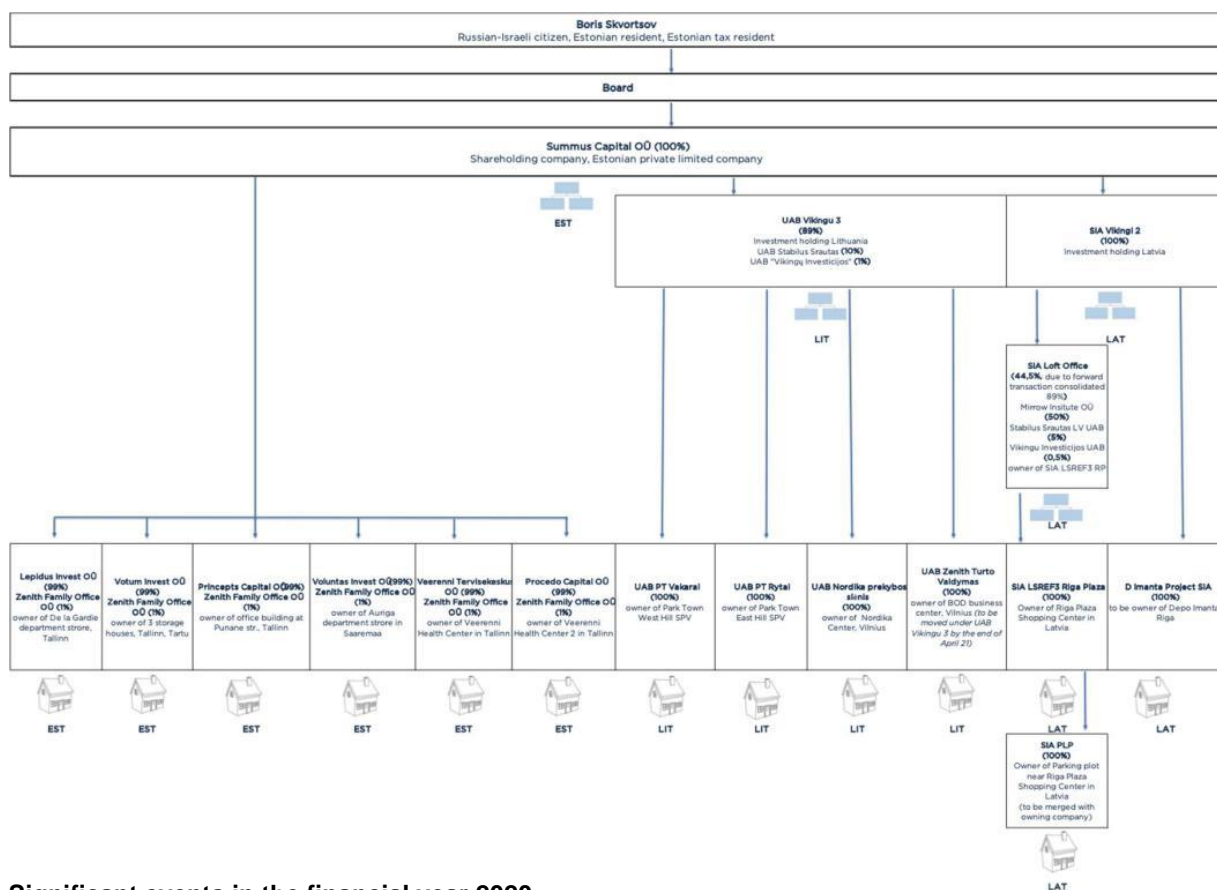 Boris Skvortsov
Russian-Israeli citizen, Estonian resident, Estonian tax resident
Board
Summus Capital OÜ (100%)
Shareholding company, Estonian private limited company
EST
UAB Vikingu 3
(89%)
Investment holding Lithuania
UAB Stabilus Srautas (10%)
UAB "Vikingų Investicijos" (1%)
SIA Vikingi 2
(100%)
Investment holding Latvia
LIT
LAT
SIA Loft Office
(44,5%, due to forward
transaction consolidated
89%)
Mirrow Insitute OÜ
(50%)
Stabilus Srautas LV UAB
(5%)
Vikingu Investicijos UAB
(0,5%)
owner of SIA LSREF3 RP
LAT
Lepidus Invest OÜ
(99%)
Zenith Family Office
OÜ (1%)
owner of De la Gardie
department strore,
Tallinn
Votum Invest OÜ
(99%)
Zenith Family Office
OÜ (1%)
owner of 3 storage
houses, Tallinn, Tartu
Princepts Capital OÜ(99%)
Zenith Family Office OÜ
(1%)
owner of office building at
Punane str., Tallinn
Voluntas Invest OÜ(99%)
Zenith Family Office OÜ
(1%)
owner of Auriga
department strore in
Saaremaa
Veerenni Tervisekeskus
OÜ (99%)
Zenith Family Office
OÜ (1%)
owner of Veerenni
Health Center in Tallinn
Procedo Capital OÜ
(99%)
Zenith Family Office
OÜ (1%)
owner of Veerenni
Health Center 2 in Tallinn
UAB PT Vakarai
(100%)
owner of Park Town
West Hill SPV
UAB PT Rytai
(100%)
owner of Park Town
East Hill SPV
UAB Nordika prekybos
slenis
(100%)
owner of Nordika
Center, Vilnius
UAB Zenith Turto
Valdymas
(100%)
owner of BOD business
center, Vilnius (to be
moved under UAB
Vikingu 3 by the end of
April 21)
SIA LSREF3 Riga Plaza
(100%)
Owner of Riga Plaza
Shopping Center in
Latvia
D Imanta Project SIA
(100%)
to be owner of Depo Imanta
Riga
EST
EST
EST
EST
EST
EST
LIT
LIT
LIT
LIT
LAT
LAT
SIA PLP
(100%)
Owner of Parking plot
near Riga Plaza
Shopping Center in
Latvia
(to be merged with
owning company)
LAT
Significant events in the financial year 2020